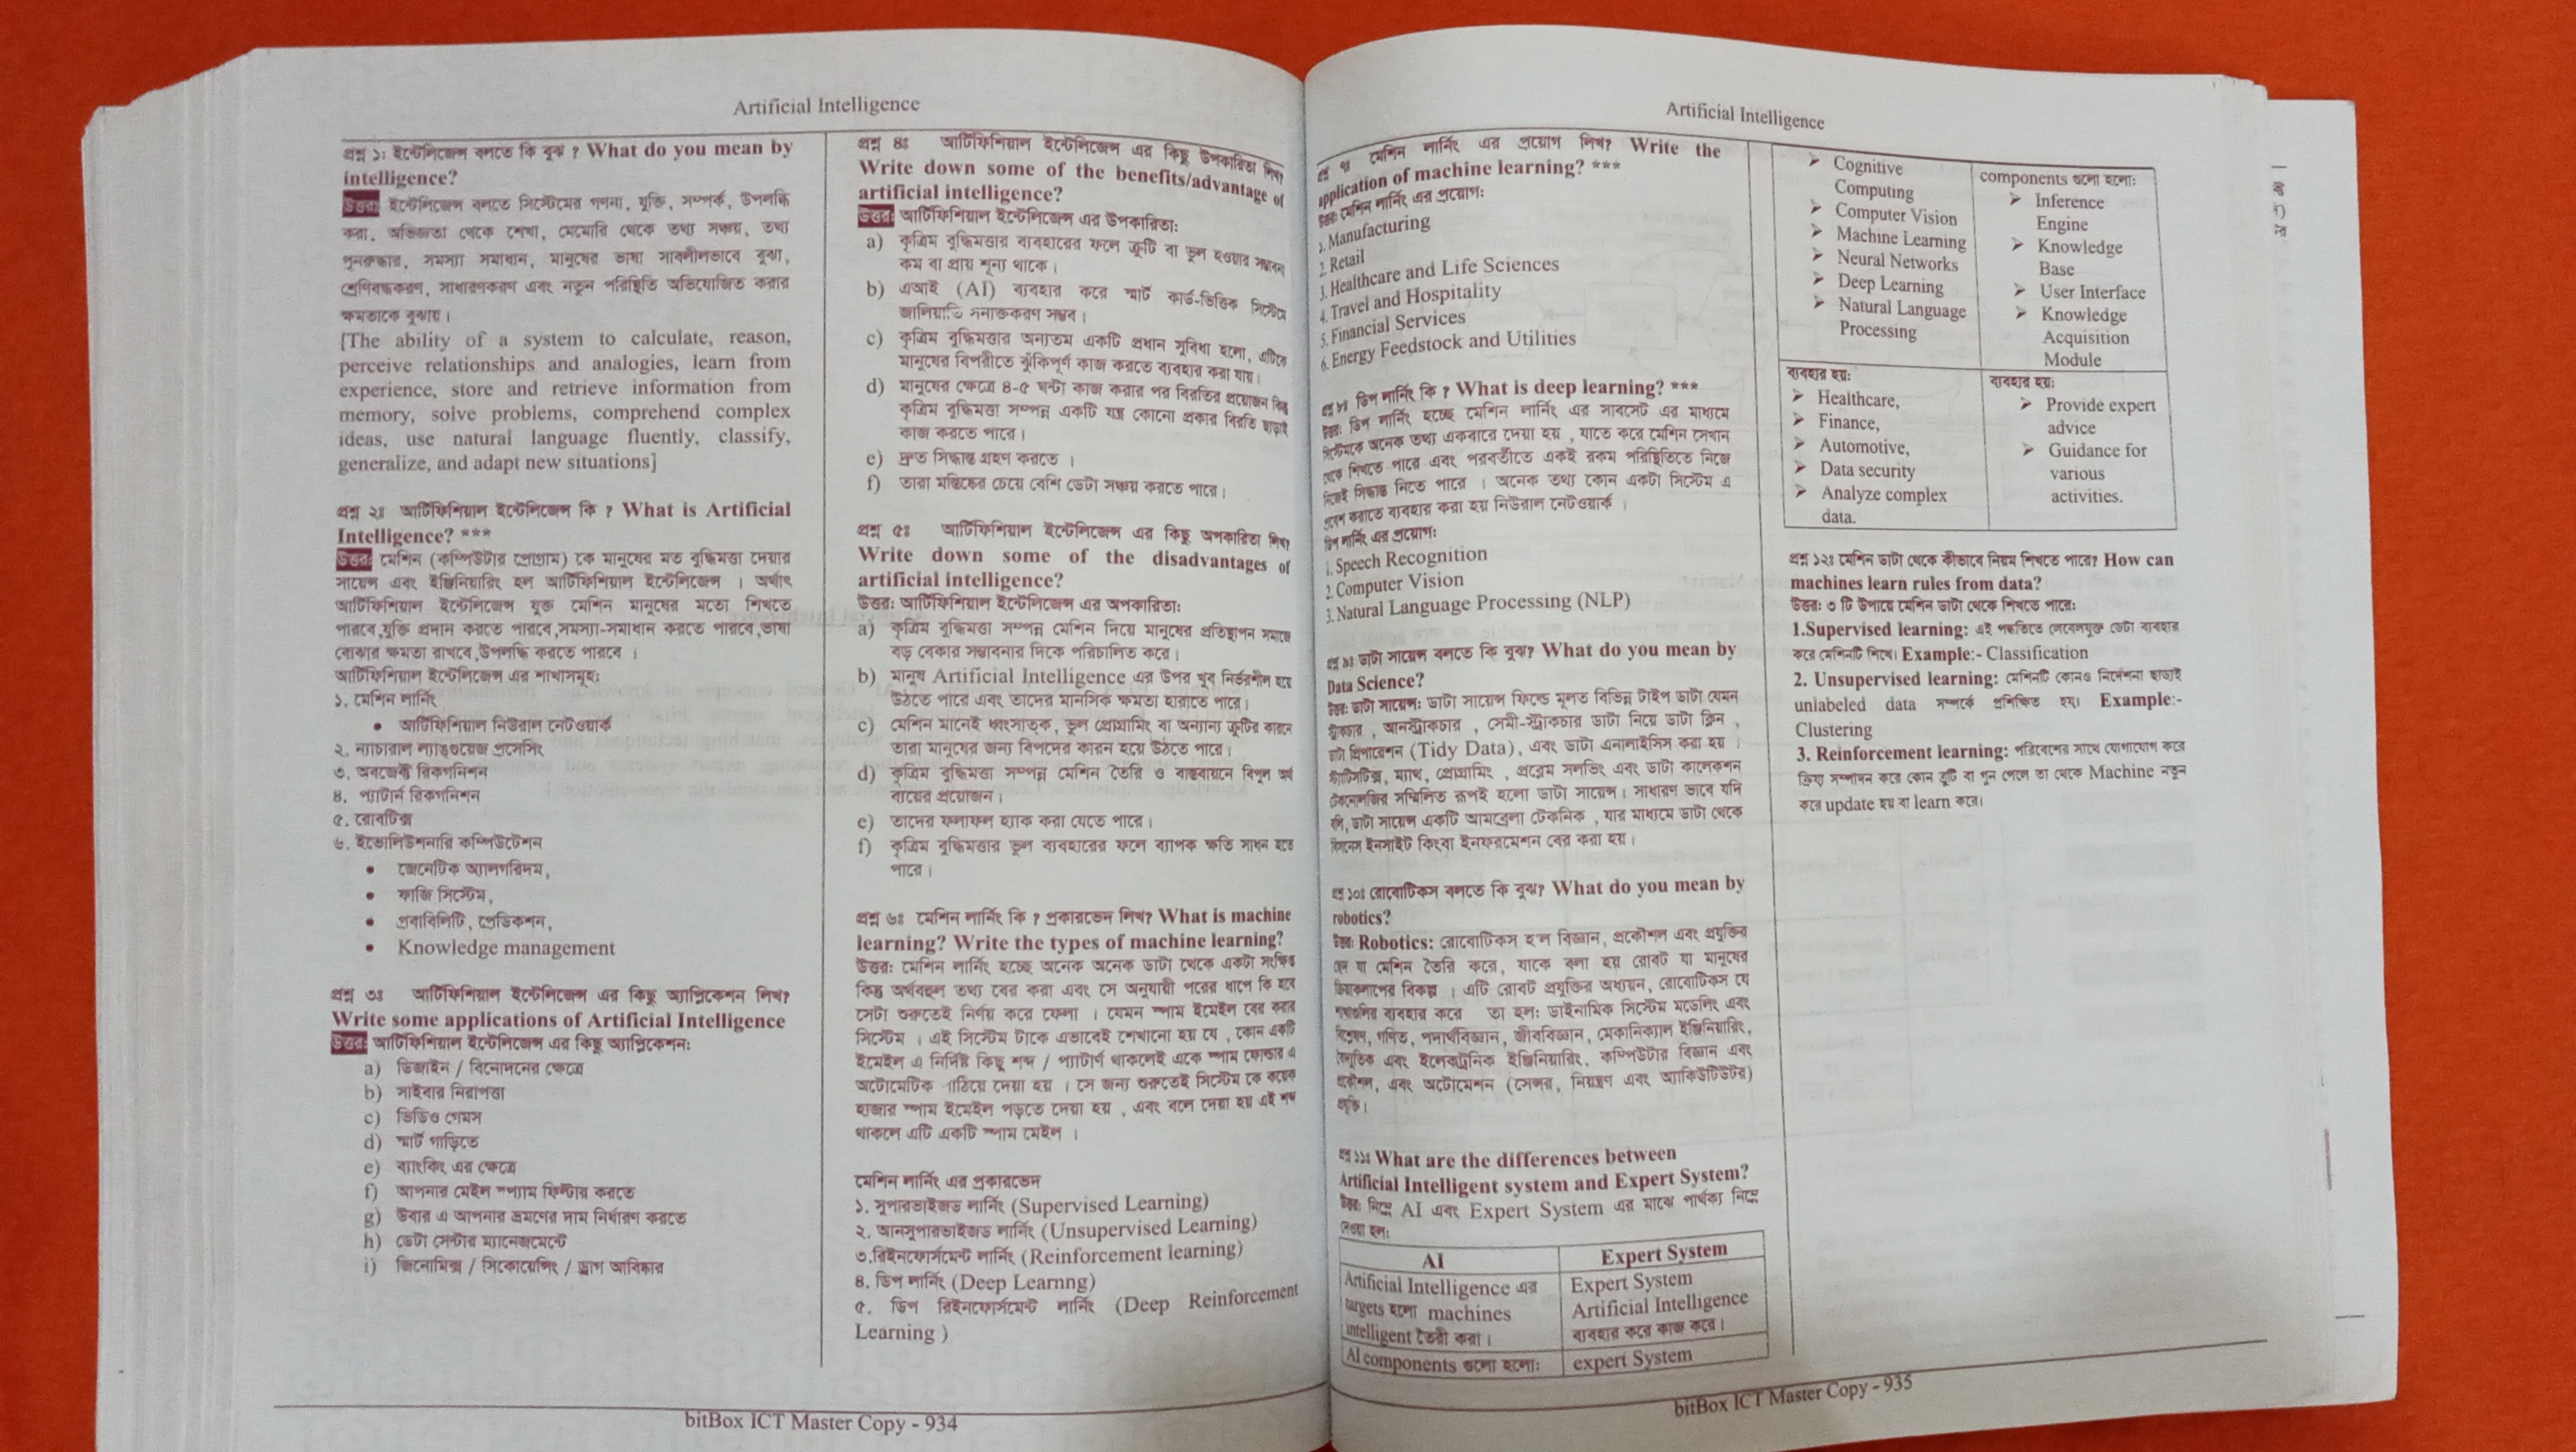 Artificial Intelligence
প্রশ্ন ১: ইন্টেলিজেন্স বলতে কি বুঝ ? What do you mean by
intelligence?
উত্তর: ইন্টেলিজেন্স বলতে সিস্টেমের গণনা, যুক্তি, সম্পর্ক, উপলব্ধি
করা, অভিজ্ঞতা থেকে শেখা, মেমোরি থেকে তথ্য সঞ্চয়, তথ্য
পুনরুদ্ধার, সমস্যা সমাধান, মানুষের ভাষা সাবলীলভাবে বুঝা,
শ্রেণিবদ্ধকরণ, সাধারণকরণ এবং নতুন পরিস্থিতি অভিযোজিত করার
ক্ষমতাকে বুঝায়।
[The ability of a system to calculate, reason,
perceive relationships and analogies, learn from
experience, store and retrieve information from
memory, solve problems, comprehend complex
ideas, use natural language fluently, classify,
generalize, and adapt new situations]
প্রশ্ন ২ঃ আর্টিফিশিয়াল ইন্টেলিজেন্স কি ? What is Artificial
Intelligence? ***
উত্তর: মেশিন (কম্পিউটার প্রোগ্রাম) কে মানুষের মত বুদ্ধিমত্তা দেয়ার
সায়েন্স এবং ইঞ্জিনিয়ারিং হল আর্টিফিশিয়াল ইন্টেলিজেন্স । অর্থাৎ
আর্টিফিশিয়াল ইন্টেলিজেন্স যুক্ত মেশিন মানুষের মতো শিখতে
পারবে,যুক্তি প্রদান করতে পারবে,সমস্যা-সমাধান করতে পারবে,ভাষা
বোঝার ক্ষমতা রাখবে,উপলব্ধি করতে পারবে ।
আর্টিফিশিয়াল ইন্টেলিজেন্স এর শাখাসমূহঃ
১. মেশিন লার্নিং
• আর্টিফিশিয়াল নিউরাল নেটওয়ার্ক
২. ন্যাচারাল ল্যাঙ্গুয়েজ প্রসেসিং
৩. অবজেক্ট রিকগনিশন
৪. প্যাটার্ন রিকগনিশন
৫. রোবটিক্স
৬. ইভোলিউশনারি কম্পিউটেশন
• জেনেটিক অ্যালগরিদম,
• ফাজি সিস্টেম,
• প্রবাবিলিটি, প্রেডিকশন,
• Knowledge management
প্রশ্ন ৩ঃ আর্টিফিশিয়াল ইন্টেলিজেন্স এর কিছু অ্যাপ্লিকেশন লিখ?
Write some applications of Artificial Intelligence
উত্তর: আর্টিফিশিয়াল ইন্টেলিজেন্স এর কিছু অ্যাপ্লিকেশন:
a) ডিজাইন / বিনোদনের ক্ষেত্রে
b) সাইবার নিরাপত্তা
c) ভিডিও গেমস
d) স্মার্ট গাড়িতে
e) ব্যাংকিং এর ক্ষেত্রে
f) আপনার মেইল স্প্যাম ফিল্টার করতে
g) উবার এ আপনার ভ্রমণের দাম নির্ধারণ করতে
h) ডেটা সেন্টার ম্যানেজমেন্টে
i) জিনোমিক্স / সিকোয়েন্সিং / ড্রাগ আবিষ্কার
প্রশ্ন ৪ঃ আর্টিফিশিয়াল ইন্টেলিজেন্স এর কিছু উপকারিতা লিখ?
Write down some of the benefits/advantage of
artificial intelligence?
উত্তর: আর্টিফিশিয়াল ইন্টেলিজেন্স এর উপকারিতা:
a) কৃত্রিম বুদ্ধিমত্তার ব্যবহারের ফলে ত্রুটি বা ভুল হওয়ার সম্ভাবনা
কম বা প্রায় শূন্য থাকে।
b) এআই (AI) ব্যবহার করে স্মার্ট কার্ড-ভিত্তিক সিস্টেমে
জালিয়াতি সনাক্তকরণ সম্ভব।
c) কৃত্রিম বুদ্ধিমত্তার অন্যতম একটি প্রধান সুবিধা হলো, এটিকে
মানুষের বিপরীতে ঝুঁকিপূর্ণ কাজ করতে ব্যবহার করা যায়।
d) মানুষের ক্ষেত্রে ৪-৫ ঘন্টা কাজ করার পর বিরতির প্রয়োজন কিন্তু
কৃত্রিম বুদ্ধিমত্তা সম্পন্ন একটি যন্ত্র কোনো প্রকার বিরতি ছাড়াই
কাজ করতে পারে।
e) দ্রুত সিদ্ধান্ত গ্রহণ করতে ।
f) তারা মস্তিষ্কের চেয়ে বেশি ডেটা সঞ্চয় করতে পারে।
প্রশ্ন ৫ঃ আর্টিফিশিয়াল ইন্টেলিজেন্স এর কিছু অপকারিতা লিখ?
Write down some of the disadvantages of
artificial intelligence?
উত্তর: আর্টিফিশিয়াল ইন্টেলিজেন্স এর অপকারিতা:
a) কৃত্রিম বুদ্ধিমত্তা সম্পন্ন মেশিন দিয়ে মানুষের প্রতিস্থাপন সমাজে
বড় বেকার সম্ভাবনার দিকে পরিচালিত করে।
b) মানুষ Artificial Intelligence এর উপর খুব নির্ভরশীল হয়ে
উঠতে পারে এবং তাদের মানসিক ক্ষমতা হারাতে পারে।
c) মেশিন মানেই ধ্বংসাত্বক, ভুল প্রোগ্রামিং বা অন্যান্য ত্রুটির কারনে
তারা মানুষের জন্য বিপদের কারন হয়ে উঠতে পারে।
d) কৃত্রিম বুদ্ধিমত্তা সম্পন্ন মেশিন তৈরি ও বাস্তবায়নে বিপুল অর্থ
ব্যয়ের প্রয়োজন।
e) তাদের ফলাফল হ্যাক করা যেতে পারে।
f) কৃত্রিম বুদ্ধিমত্তার ভুল ব্যবহারের ফলে ব্যাপক ক্ষতি সাধন হতে
পারে।
প্রশ্ন ৬ঃ মেশিন লার্নিং কি ? প্রকারভেদ লিখ? What is machine
learning? Write the types of machine learning?
উত্তর: মেশিন লার্নিং হচ্ছে অনেক অনেক ডাটা থেকে একটা সংক্ষিপ্ত
কিন্তু অর্থবহুল তথ্য বের করা এবং সে অনুযায়ী পরের ধাপে কি হবে
সেটা শুরুতেই নির্ণয় করে ফেলা । যেমন স্পাম ইমেইল বের করার
সিস্টেম । এই সিস্টেম টাকে এভাবেই শেখানো হয় যে , কোন একটি
ইমেইল এ নির্দিষ্ট কিছু শব্দ / প্যাটার্ণ থাকলেই একে স্পাম ফোল্ডার এ
অটোমেটিক পাঠিয়ে দেয়া হয় । সে জন্য শুরুতেই সিস্টেম কে কয়েক
হাজার স্পাম ইমেইল পড়তে দেয়া হয় , এবং বলে দেয়া হয় এই শব্দ
থাকলে এটি একটি স্পাম মেইল ।
মেশিন লার্নিং এর প্রকারভেদ
১. সুপারভাইজড লার্নিং (Supervised Learning)
২. আনসুপারভাইজড লার্নিং (Unsupervised Learning)
৩.রিইনফোর্সমেন্ট লার্নিং (Reinforcement learning)
৪. ডিপ লার্নিং (Deep Learnng)
৫. ডিপ রিইনফোর্সমেন্ট লার্নিং (Deep Reinforcement
Learning )
bitBox ICT Master Copy - 934
Artificial Intelligence
প্রশ্ন ৭ঃ মেশিন লার্নিং এর প্রয়োগ লিখ? Write the
application of machine learning? ***
উত্তর: মেশিন লার্নিং এর প্রয়োগ:
1. Manufacturing
2. Retail
3. Healthcare and Life Sciences
4. Travel and Hospitality
5. Financial Services
6. Energy Feedstock and Utilities
প্রশ্ন ৮ঃ ডিপ লার্নিং কি ? What is deep learning? ***
উত্তর: ডিপ লার্নিং হচ্ছে মেশিন লার্নিং এর সাবসেট এর মাধ্যমে
সিস্টেমকে অনেক তথ্য একবারে দেয়া হয় , যাতে করে মেশিন সেখান
থেকে শিখতে পারে এবং পরবর্তীতে একই রকম পরিস্থিতিতে নিজে
নিজেই সিদ্ধান্ত নিতে পারে । অনেক তথ্য কোন একটা সিস্টেম এ
প্রবেশ করাতে ব্যবহার করা হয় নিউরাল নেটওয়ার্ক ।
ডিপ লার্নিং এর প্রয়োগ:
1. Speech Recognition
2. Computer Vision
3. Natural Language Processing (NLP)
প্রশ্ন ৯ঃ ডাটা সায়েন্স বলতে কি বুঝ? What do you mean by
Data Science?
উত্তর: ডাটা সায়েন্স: ডাটা সায়েন্স ফিল্ডে মূলত বিভিন্ন টাইপ ডাটা যেমন
স্ট্রাকচার , আনস্ট্রাকচার , সেমী-স্ট্রাকচার ডাটা নিয়ে ডাটা ক্লিন ,
ডাটা প্রিপারেশন (Tidy Data), এবং ডাটা এনালাইসিস করা হয় ।
স্ট্যাটিসটিক্স, ম্যাথ, প্রোগ্রামিং , প্রব্লেম সলভিং এবং ডাটা কালেকশন
টেকনোলজির সম্মিলিত রূপই হলো ডাটা সায়েন্স। সাধারণ ভাবে যদি
বলি, ডাটা সায়েন্স একটি আমব্রেলা টেকনিক , যার মাধ্যমে ডাটা থেকে
বিজনেস ইনসাইট কিংবা ইনফরমেশন বের করা হয়।
প্রশ্ন ১০ঃ রোবোটিকস বলতে কি বুঝ? What do you mean by
robotics?
উত্তর: Robotics: রোবোটিকস হ'ল বিজ্ঞান, প্রকৌশল এবং প্রযুক্তির
যা মেশিন তৈরি করে, যাকে বলা হয় রোবট যা মানুষের
ক্রিয়াকলাপের বিকল্প । এটি রোবট প্রযুক্তির অধ্যয়ন, রোবোটিকস যে
শাখাগুলির ব্যবহার করে তা হল: ডাইনামিক সিস্টেম মডেলিং এবং
বিশ্লেষণ, গণিত, পদার্থবিজ্ঞান, জীববিজ্ঞান, মেকানিক্যাল ইঞ্জিনিয়ারিং,
বৈদ্যুতিক এবং ইলেকট্রনিক ইঞ্জিনিয়ারিং, কম্পিউটার বিজ্ঞান এবং
প্রকৌশল, এবং অটোমেশন (সেন্সর, নিয়ন্ত্রণ এবং অ্যাকিউটিউটর)
প্রযুক্তি।
প্রশ্ন ১১ঃ What are the differences between
Artificial Intelligent system and Expert System?
উত্তর: নিম্নে AI এবং Expert System এর মাঝে পার্থক্য নিম্নে
দেওয়া হল:
AI
Expert System
Artificial Intelligence এর
targets হলো machines
intelligent তৈরী করা।
Expert System
Artificial Intelligence
ব্যবহার করে কাজ করে।
AI components গুলো হলো:
expert System
➢ Cognitive
Computing
➢ Computer Vision
➢ Machine Learning
➢ Neural Networks
➢ Deep Learning
➢ Natural Language
Processing
components গুলো হলো:
➢ Inference
Engine
➢ Knowledge
Base
➢ User Interface
➢ Knowledge
Acquisition
Module
ব্যবহার হয়:
➢ Healthcare,
➢ Finance,
➢ Automotive,
➢ Data security
➢ Analyze complex
data.
ব্যবহার হয়:
➢ Provide expert
advice
➢ Guidance for
various
activities.
প্রশ্ন ১২ঃ মেশিন ডাটা থেকে কীভাবে নিয়ম শিখতে পারে? How can
machines learn rules from data?
উত্তর: ৩ টি উপায়ে মেশিন ডাটা থেকে শিখতে পারে:
1.Supervised learning: এই পদ্ধতিতে লেবেলযুক্ত ডেটা ব্যবহার
করে মেশিনটি শিখে। Example:- Classification
2. Unsupervised learning: মেশিনটি কোনও নির্দেশনা ছাড়াই
unlabeled data সম্পর্কে প্রশিক্ষিত হয়। Example:-
Clustering
3. Reinforcement learning: পরিবেশের সাথে যোগাযোগ করে
ক্রিয়া সম্পাদন করে কোন ত্রুটি বা গুন পেলে তা থেকে Machine নতুন
করে update হয় বা learn করে।
bitBox ICT Master Copy - 935